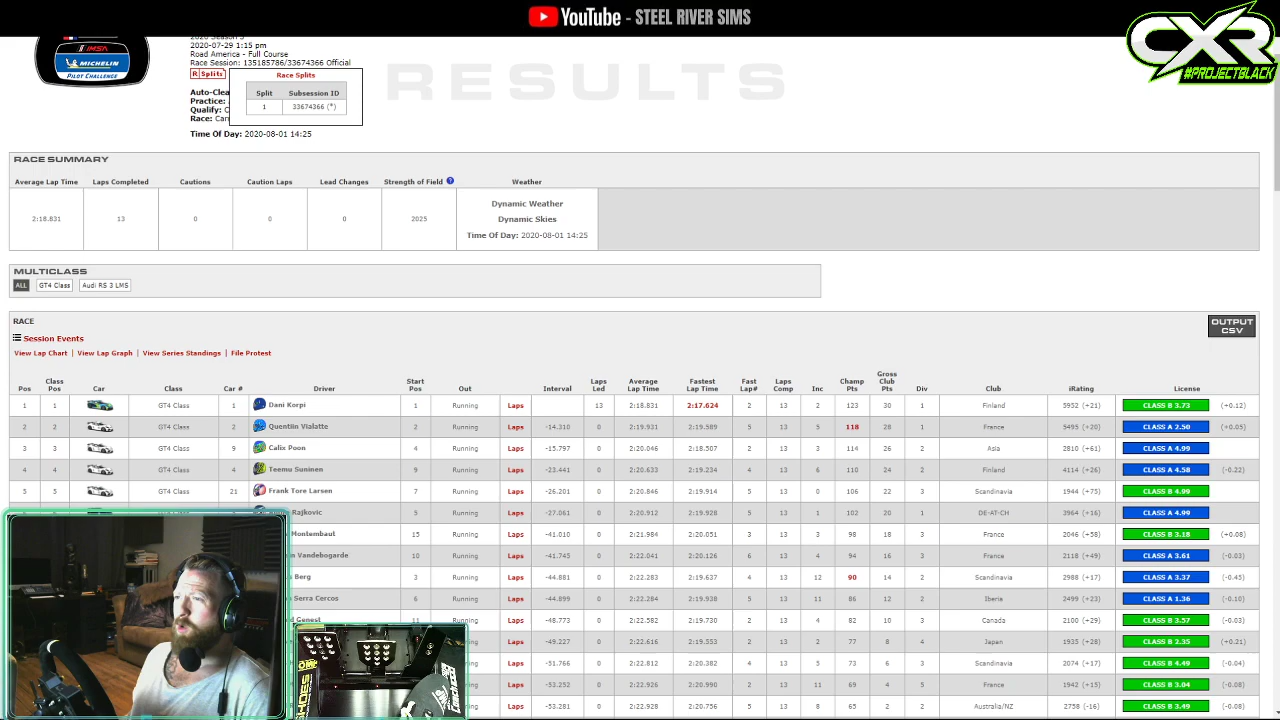 YouTube - STEEL RIVER SIMS
CXR
#PROJECTBLACK
IMSA
MICHELIN
PILOT CHALLENGE
2020-07-29 1:15 pm
Road America - Full Course
Race Session: 135185786/33674366 Official
R Splits
Race Splits
Split Subsession ID
1 33674366 (*)
RESULTS
Auto-Clea
Practice:
Qualify: C
Race: Can
Time Of Day: 2020-08-01 14:25
RACE SUMMARY
Average Lap Time Laps Completed Cautions Caution Laps Lead Changes Strength of Field ? Weather
2:18.831 13 0 0 0 2025
Dynamic Weather
Dynamic Skies
Time Of Day: 2020-08-01 14:25
MULTICLASS
ALL GT4 Class Audi RS 3 LMS
RACE
OUTPUT CSV
Session Events
View Lap Chart | View Lap Graph | View Series Standings | File Protest
Pos Class Pos Car Class Car # Driver Start Pos Out Interval Laps Led Average Lap Time Fastest Lap Time Fast Lap# Laps Comp Inc Champ Pts Gross Club Pts Div Club iRating License
1 1 GT4 Class 1 Dani Korpi 1 Running Laps 13 2:18.831 2:17.624 2 13 2 123 30 1 Finland 5952 (+21) CLASS B 3.73 (+0.12)
2 2 GT4 Class 2 Quentiin Vialatte 2 Running Laps -14.310 0 2:19.931 2:19.589 5 13 5 118 28 1 France 5495 (+20) CLASS A 2.50 (+0.05)
3 3 GT4 Class 9 Calix Poon 4 Running Laps -15.797 0 2:20.046 2:18.507 2 13 3 114 26 2 Asia 2810 (+61) CLASS A 4.99
4 4 GT4 Class 4 Teemu Suninen 9 Running Laps -23.441 0 2:20.633 2:19.234 4 13 6 110 24 2 Finland 4114 (+26) CLASS A 4.58 (-0.22)
5 5 GT4 Class 21 Frank Tore Larsen 7 Running Laps -26.201 0 2:20.846 2:19.914 5 13 0 106 22 2 Scandinavia 1944 (+75) CLASS B 4.99
Rajkovic 5 Running Laps -27.061 0 2:20.912 2:19.928 5 13 1 102 20 1 DE-AT-CH 3964 (+16) CLASS A 4.99
Montembaut 15 Running Laps -41.010 0 2:21.984 2:20.051 3 13 3 98 18 3 France 2046 (+58) CLASS B 3.18 (+0.08)
Vandebogarde 10 Running Laps -41.745 0 2:22.041 2:20.126 6 13 4 94 16 3 France 2118 (+49) CLASS A 3.61 (-0.03)
Berg 3 Running Laps -44.881 0 2:22.283 2:19.637 4 13 12 90 14 2 Scandinavia 2988 (+17) CLASS A 3.37 (-0.45)
Serra Cercos 6 Running Laps -44.899 0 2:22.284 2:19.938 5 13 11 86 12 2 Iberia 2499 (+23) CLASS A 1.36 (-0.10)
Genest 11 Running Laps -48.773 0 2:22.582 2:19.730 2 13 4 82 10 3 Canada 2100 (+29) CLASS B 3.57 (-0.03)
Laps -49.227 0 2:22.616 2:19.553 2 13 2 77 8 4 Japan 1935 (+28) CLASS B 2.35
Laps -51.766 0 2:22.812 2:20.382 4 13 5 73 6 Scandinavia 2074 (+17) CLASS B 4.49 (-0.04)
Laps -53.252 0 2:22.926 2:20.990 2 13 11 69 4 France 1942 (+15) CLASS B 3.04 (-0.08)
Laps -53.281 0 2:22.928 2:20.756 5 13 8 65 2 Australia/NZ 2758 (-16) CLASS B 3.49 (-0.08)